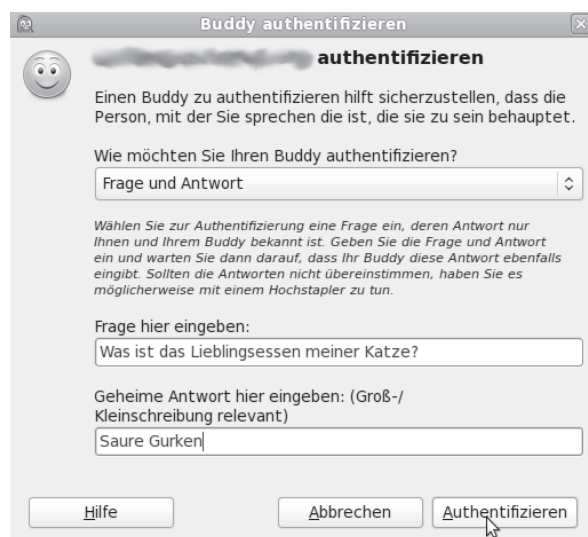 Buddy authentifizieren
authentifizieren
Einen Buddy zu authentifizieren hilft sicherzustellen, dass die
Person, mit der Sie sprechen die ist, die sie zu sein behauptet.
Wie möchten Sie Ihren Buddy authentifizieren?
Frage und Antwort
Wählen Sie zur Authentifizierung eine Frage ein, deren Antwort nur
Ihnen und Ihrem Buddy bekannt ist. Geben Sie die Frage und Antwort
ein und warten Sie dann darauf, dass Ihr Buddy diese Antwort ebenfalls
eingibt. Sollten die Antworten nicht übereinstimmen, haben Sie es
möglicherweise mit einem Hochstapler zu tun.
Frage hier eingeben:
Was ist das Lieblingsessen meiner Katze?
Geheime Antwort hier eingeben: (Groß-/
Kleinschreibung relevant)
Saure Gurken
Hilfe
Abbrechen
Authentifizieren